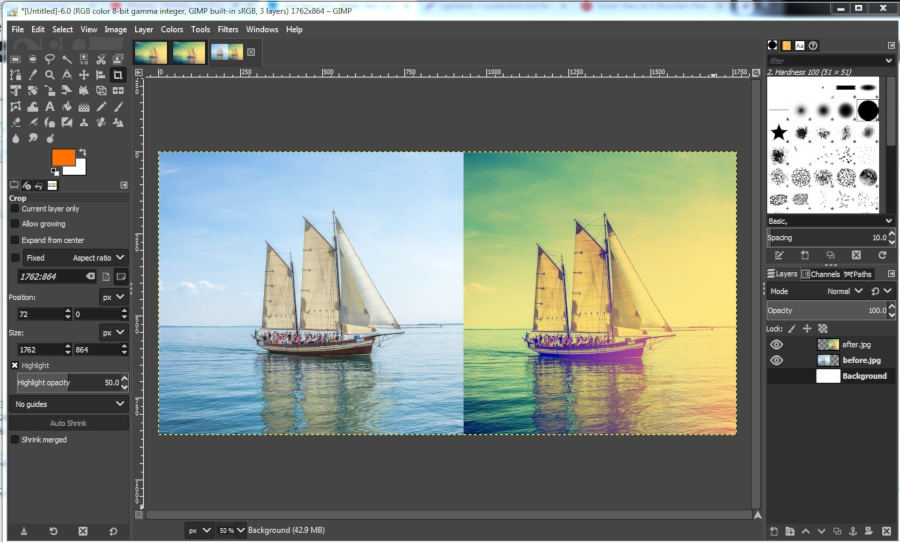 *[Untitled]-6.0 (RGB color 8-bit gamma integer, GIMP built-in sRGB, 3 layers) 1762x864 – GIMP
File Edit Select View Image Layer Colors Tools Filters Windows Help
0 250 500 750 1000 1250 1500 1750
Crop
Current layer only
Allow growing
Expand from center
Fixed Aspect ratio
1762:864
Position: px
72 0
Size: px
1762 864
Highlight
Highlight opacity 50.0
No guides
Auto Shrink
Shrink merged
px 50 % Background (42.9 MB)
filter
2. Hardness 100 (51 × 51)
Basic,
Spacing 10.0
Layers Channels Paths
Mode Normal
Opacity 100.0
Lock:
after.jpg
before.jpg
Background